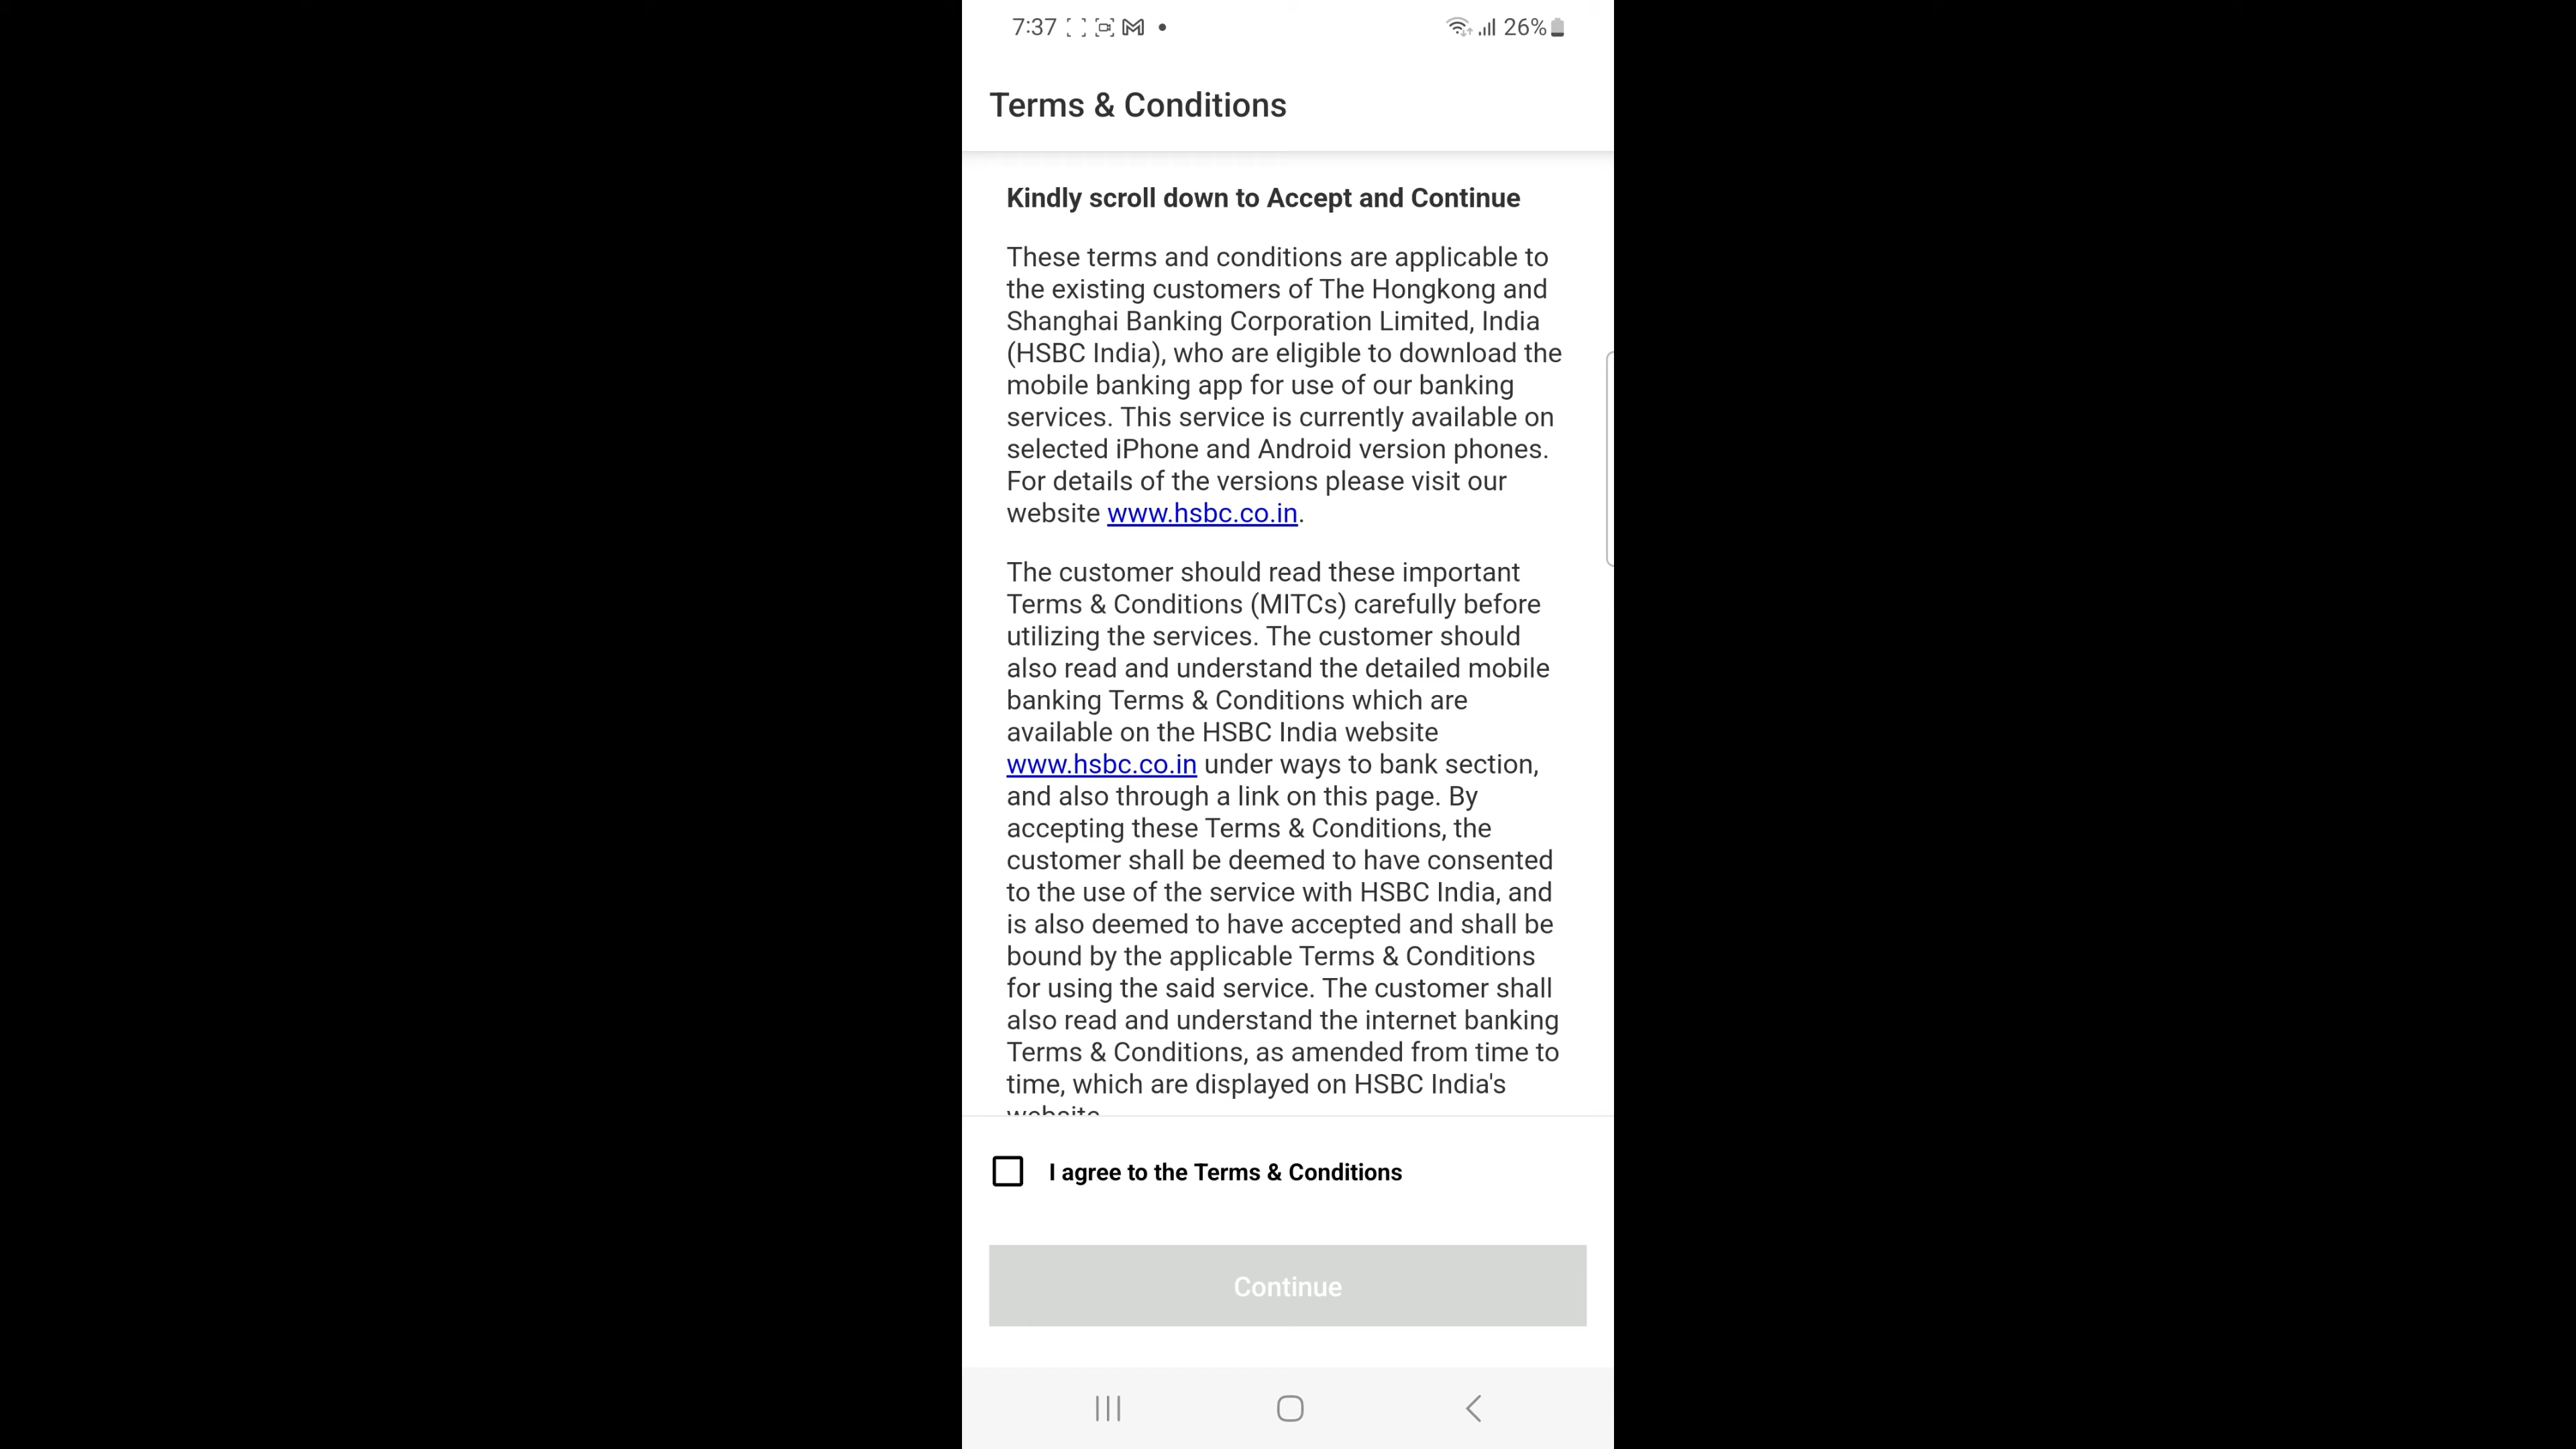 7:37
26%
Terms & Conditions
Kindly scroll down to Accept and Continue
These terms and conditions are applicable to
the existing customers of The Hongkong and
Shanghai Banking Corporation Limited, India
(HSBC India), who are eligible to download the
mobile banking app for use of our banking
services. This service is currently available on
selected iPhone and Android version phones.
For details of the versions please visit our
website www.hsbc.co.in.
The customer should read these important
Terms & Conditions (MITCs) carefully before
utilizing the services. The customer should
also read and understand the detailed mobile
banking Terms & Conditions which are
available on the HSBC India website
www.hsbc.co.in under ways to bank section,
and also through a link on this page. By
accepting these Terms & Conditions, the
customer shall be deemed to have consented
to the use of the service with HSBC India, and
is also deemed to have accepted and shall be
bound by the applicable Terms & Conditions
for using the said service. The customer shall
also read and understand the internet banking
Terms & Conditions, as amended from time to
time, which are displayed on HSBC India's
website
I agree to the Terms & Conditions
Continue